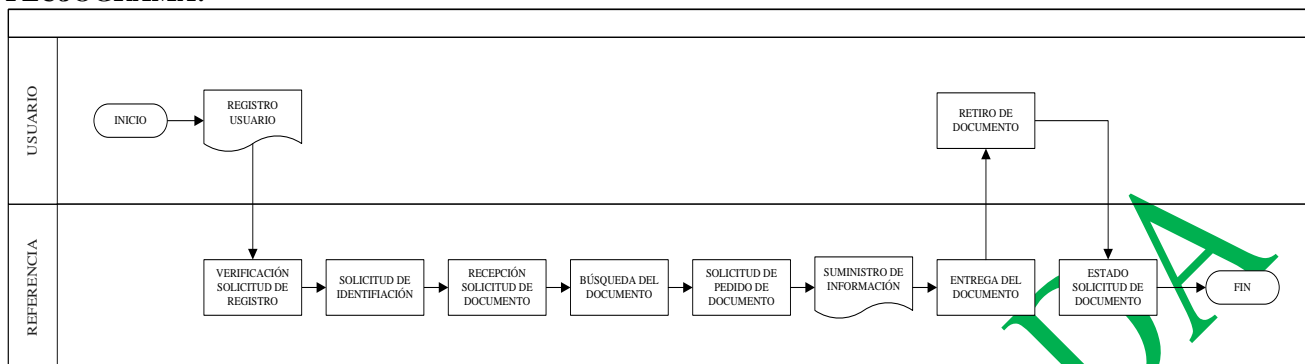 USUARIO
INICIO
REGISTRO
USUARIO
RETIRO DE
DOCUMENTO
REFERENCIA
VERIFICACIÓN
SOLICITUD DE
REGISTRO
SOLICITUD DE
IDENTIFIACIÓN
RECEPCIÓN
SOLICITUD DE
DOCUMENTO
BÚSQUEDA DEL
DOCUMENTO
SOLICITUD DE
PEDIDO DE
DOCUMENTO
SUMINISTRO DE
INFORMACIÓN
ENTREGA DEL
DOCUMENTO
ESTADO
SOLICITUD DE
DOCUMENTO
FIN